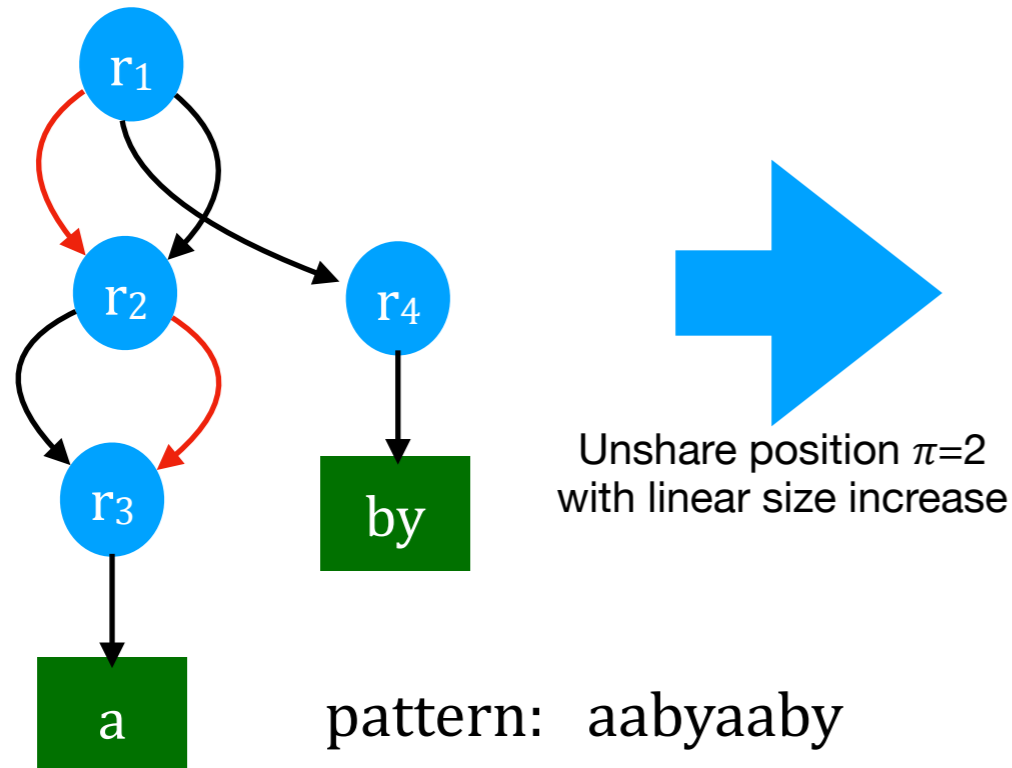 r₁
r₂
r₄
Unshare position π=2
with linear size increase
r₃
by
a
pattern: aabyaaby